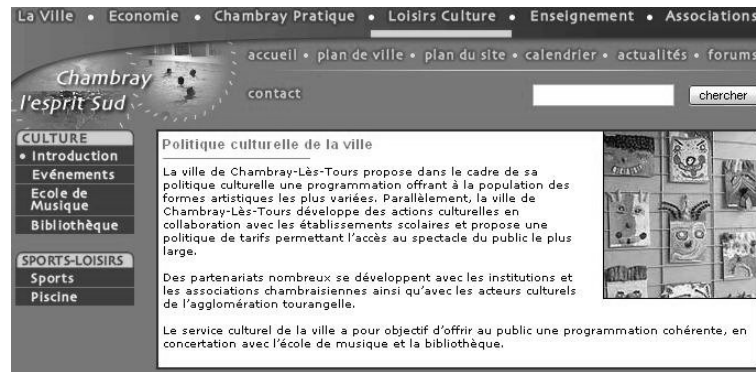 La Ville • Economie • Chambray Pratique • Loisirs Culture • Enseignement • Associations
accueil • plan de ville • plan du site • calendrier • actualités • forums
Chambray
l'esprit Sud
contact
chercher
CULTURE
• Introduction
Evénements
Ecole de
Musique
Bibliothèque
SPORTS-LOISIRS
Sports
Piscine
Politique culturelle de la ville
La ville de Chambray-Lès-Tours propose dans le cadre de sa
politique culturelle une programmation offrant à la population des
formes artistiques les plus variées. Parallèlement, la ville de
Chambray-Lès-Tours développe des actions culturelles en
collaboration avec les établissements scolaires et propose une
politique de tarifs permettant l'accès au spectacle du public le plus
large.
Des partenariats nombreux se développent avec les institutions et
les associations chambraisiennes ainsi qu'avec les acteurs culturels
de l'agglomération tourangelle.
Le service culturel de la ville a pour objectif d'offrir au public une programmation cohérente, en
concertation avec l'école de musique et la bibliothèque.